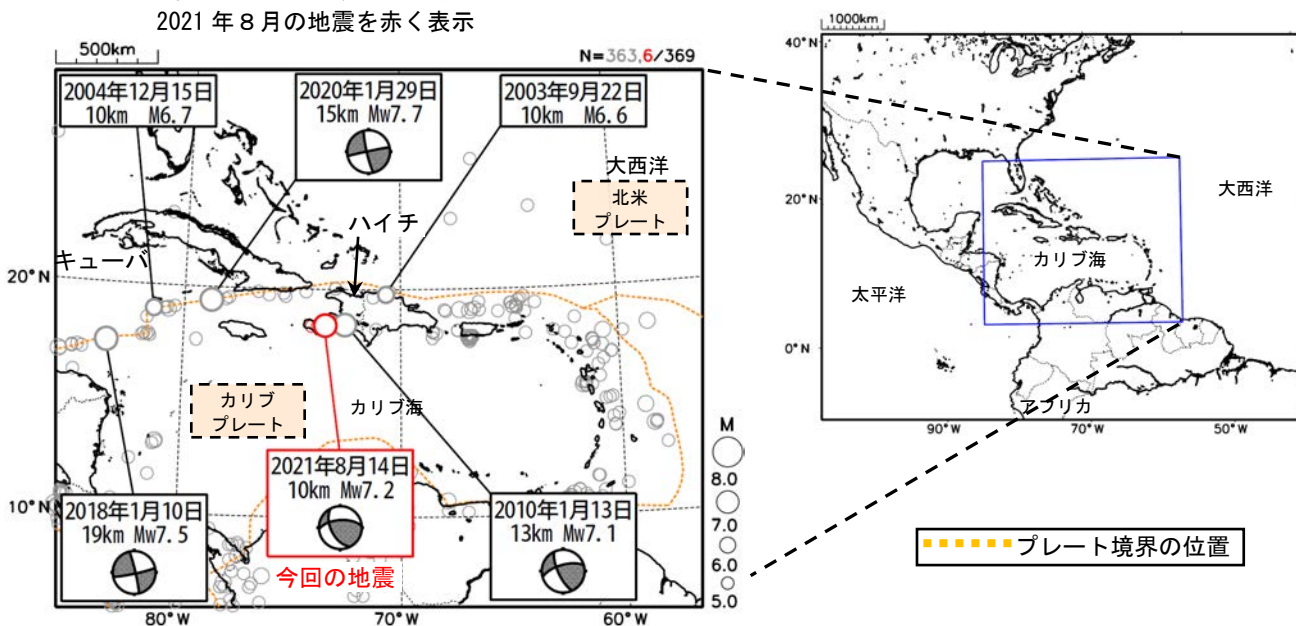 2021年８月の地震を赤く表示
500km
N=363,6/369
2004年12月15日
10km M6.7
2020年1月29日
15km Mw7.7
2003年9月22日
10km M6.6
大西洋
北米
プレート
ハイチ
キューバ
20°N
カリブ
プレート
カリブ海
2021年8月14日
10km Mw7.2
今回の地震
10°N
2018年1月10日
19km Mw7.5
2010年1月13日
13km Mw7.1
M
8.0
7.0
6.0
5.0
80°W
70°W
60°W
1000km
40°N
20°N
0°N
大西洋
カリブ海
太平洋
アフリカ
90°W
70°W
50°W
プレート境界の位置